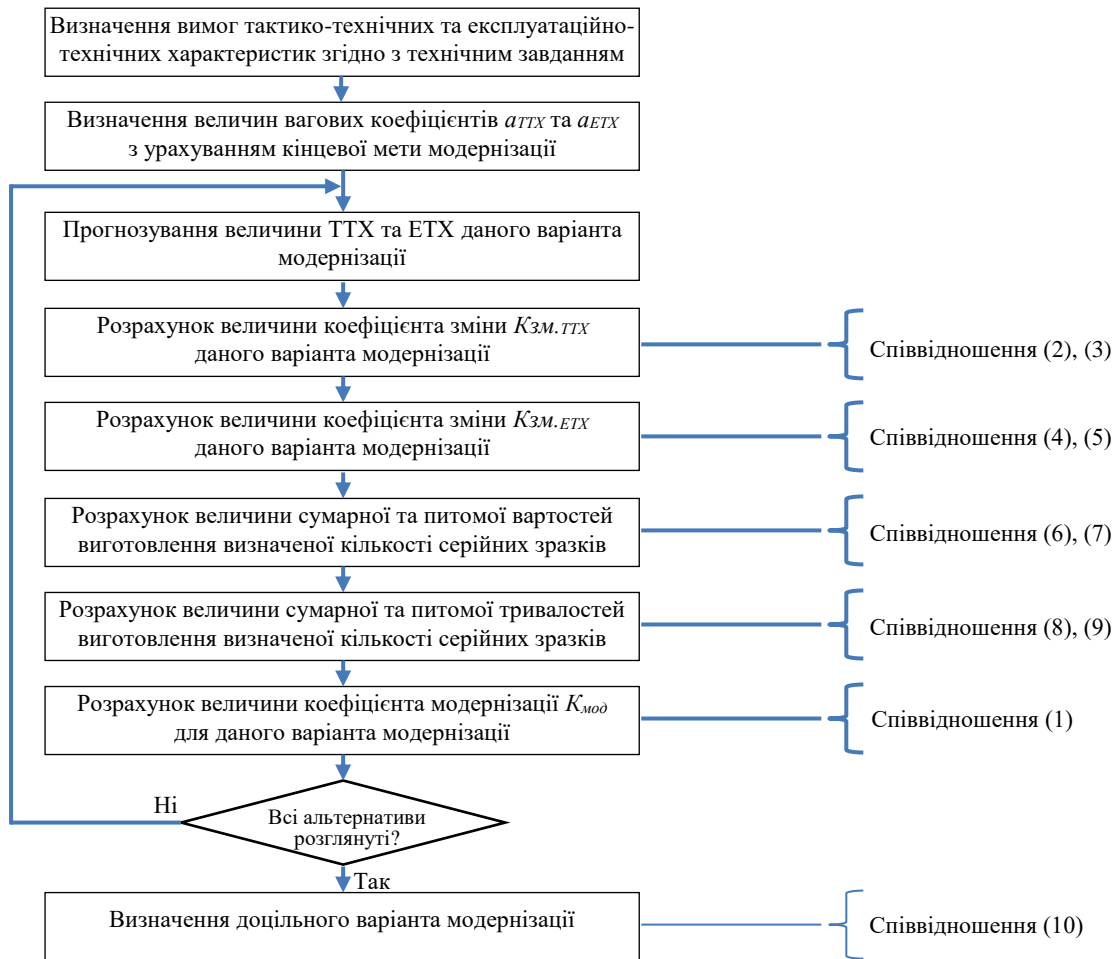 Визначення вимог тактико-технічних та експлуатаційно-
технічних характеристик згідно з технічним завданням
Визначення величин вагових коефіцієнтів aТТХ та aЕТХ
з урахуванням кінцевої мети модернізації
Прогнозування величини ТТХ та ЕТХ даного варіанта
модернізації
Розрахунок величини коефіцієнта зміни Kзм.ТТХ
даного варіанта модернізації
Співвідношення (2), (3)
Розрахунок величини коефіцієнта зміни Kзм.ЕТХ
даного варіанта модернізації
Співвідношення (4), (5)
Розрахунок величини сумарної та питомої вартостей
виготовлення визначеної кількості серійних зразків
Співвідношення (6), (7)
Розрахунок величини сумарної та питомої тривалостей
виготовлення визначеної кількості серійних зразків
Співвідношення (8), (9)
Розрахунок величини коефіцієнта модернізації Kмод
для даного варіанта модернізації
Співвідношення (1)
Ні
Всі альтернативи
розглянуті?
Так
Визначення доцільного варіанта модернізації
Співвідношення (10)